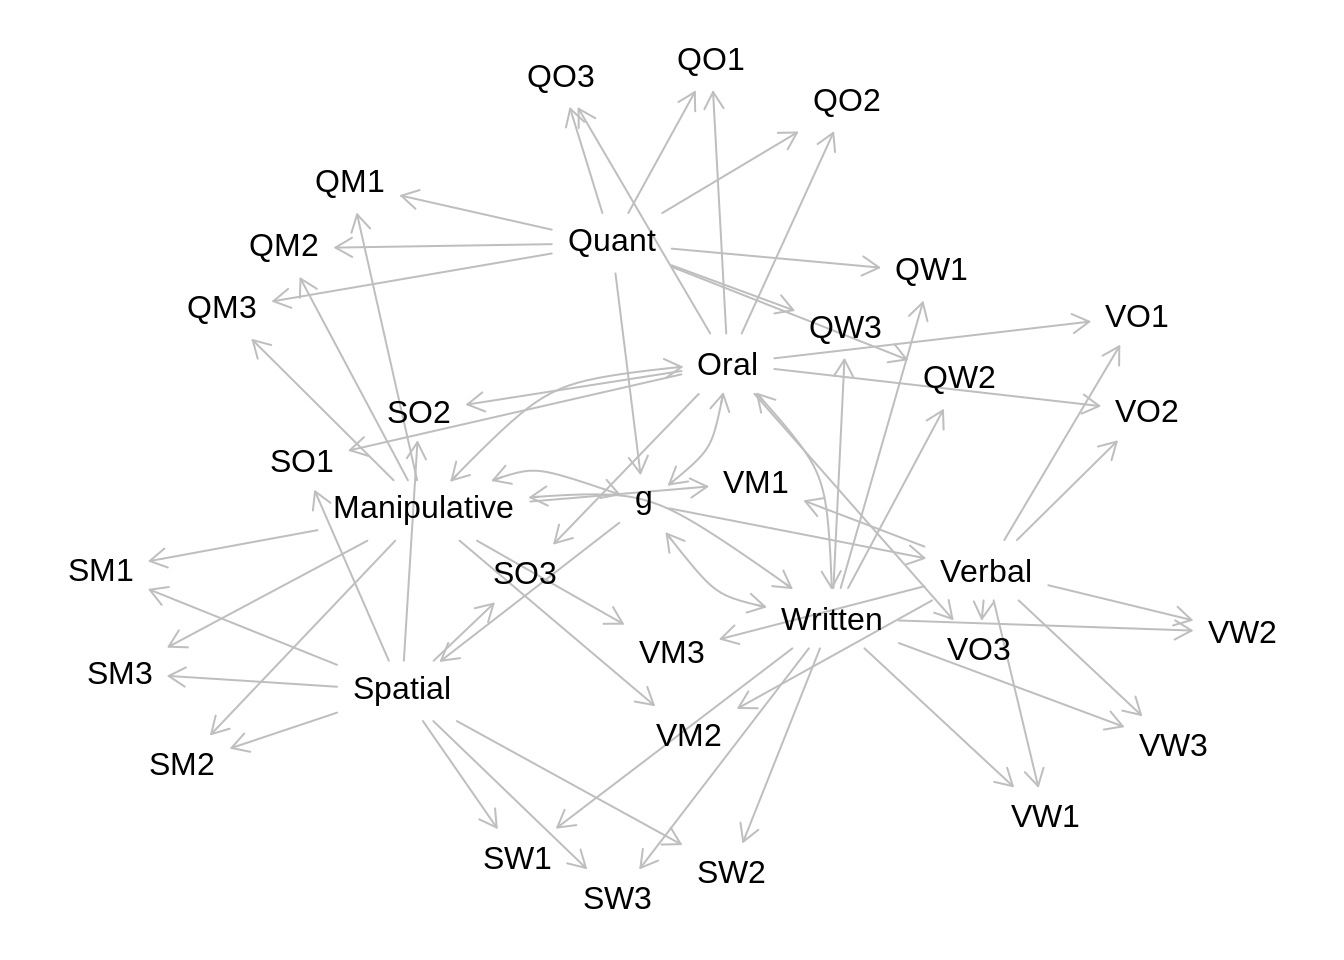 QO1
QO3
QO2
QM1
Quant
QM2
QW1
QM3
VO1
QW3
Oral
QW2
SO2
VO2
SO1
VM1
g
Manipulative
SM1
Verbal
SO3
Written
VW2
VO3
VM3
SM3
Spatial
VM2
VW3
SM2
VW1
SW1
SW2
SW3